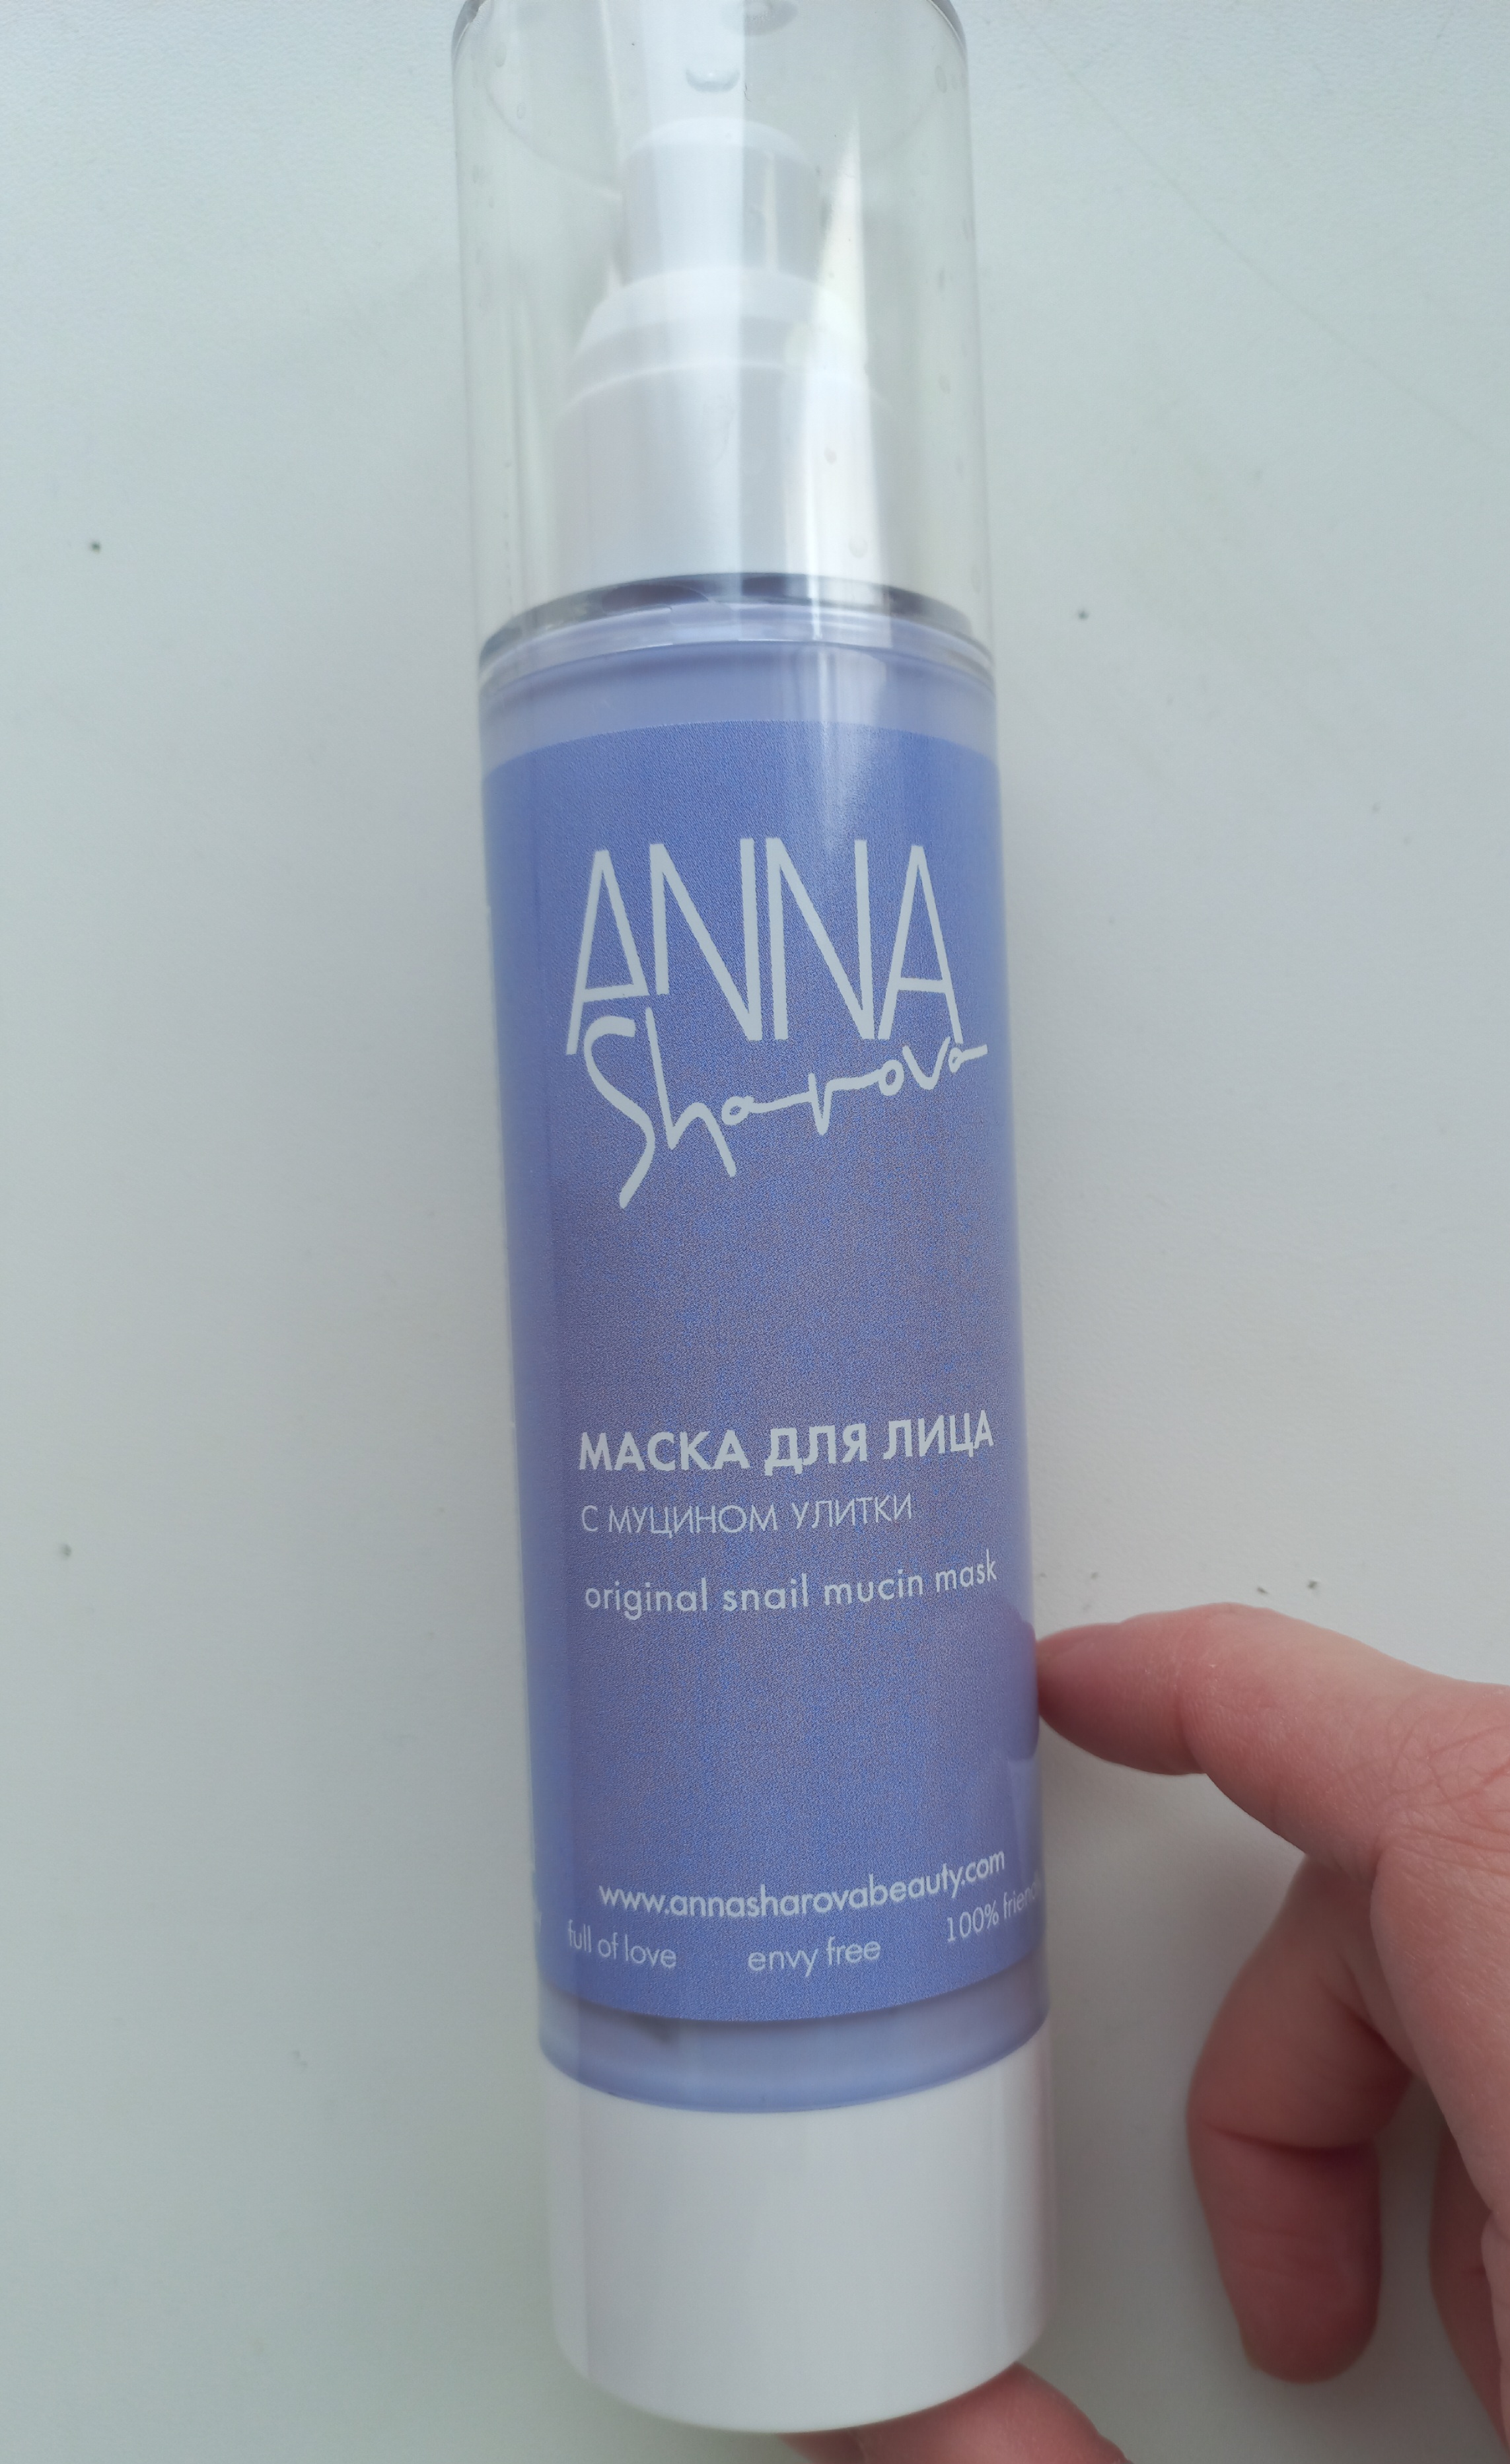 ANNA
Sharova
МАСКА ДЛЯ ЛИЦА
С МУЦИНОМ УЛИТКИ
original snail mucin mask
www.annasharovabeauty.com
full of love envy free 100%